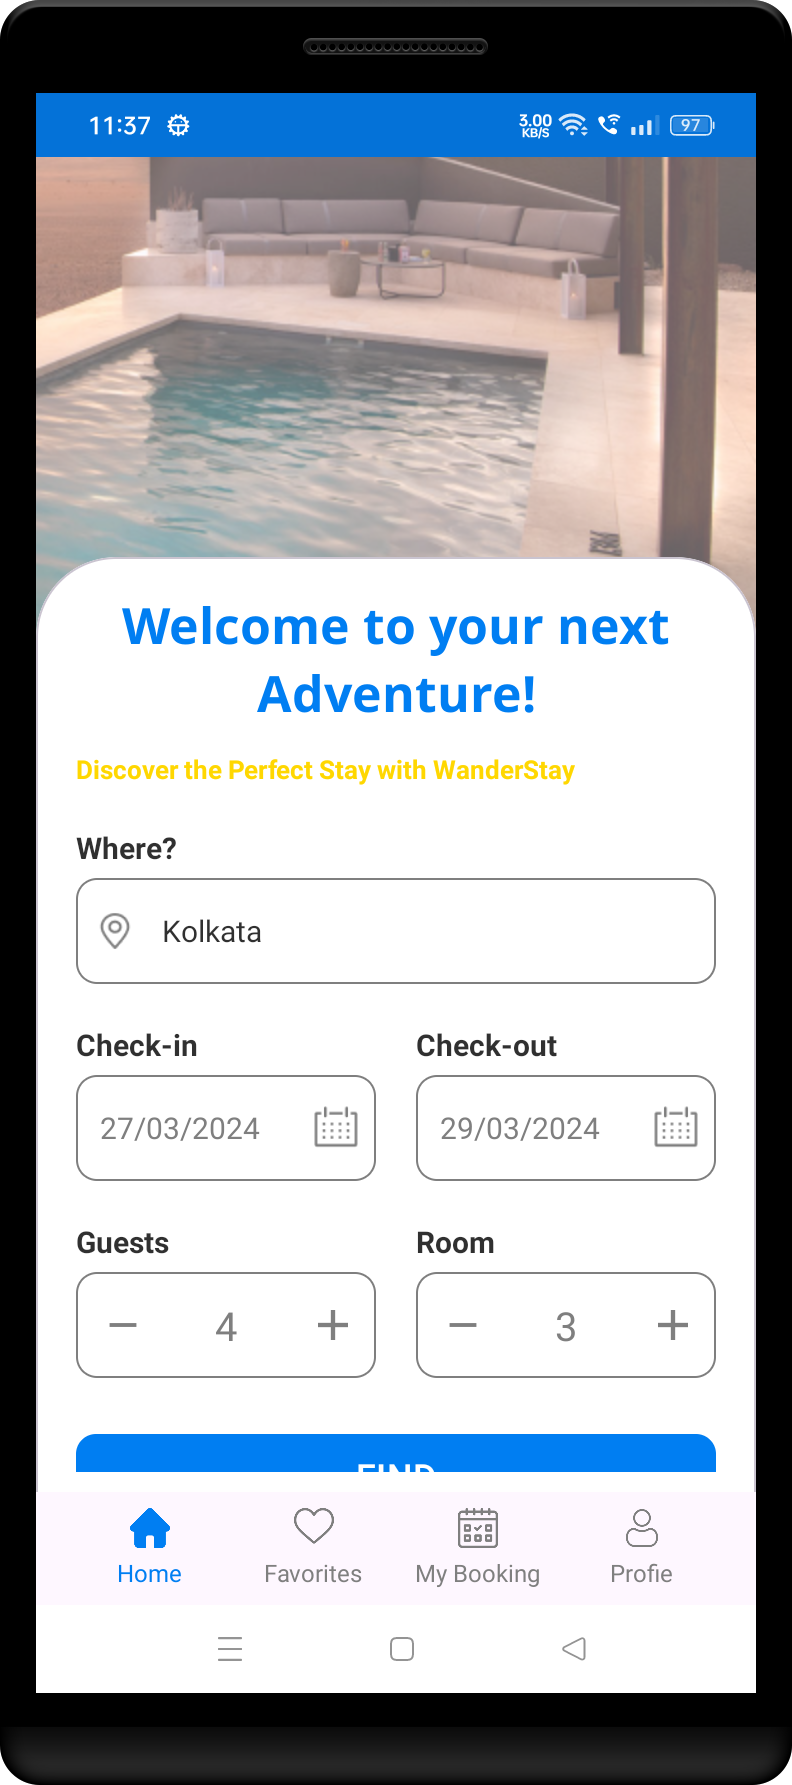 11:37
3.00
KB/S
97
Welcome to your next
Adventure!
Discover the Perfect Stay with WanderStay
Where?
Kolkata
Check-in Check-out
27/03/2024 29/03/2024
Guests Room
− 4 + − 3 +
FIND
Home Favorites My Booking Profie